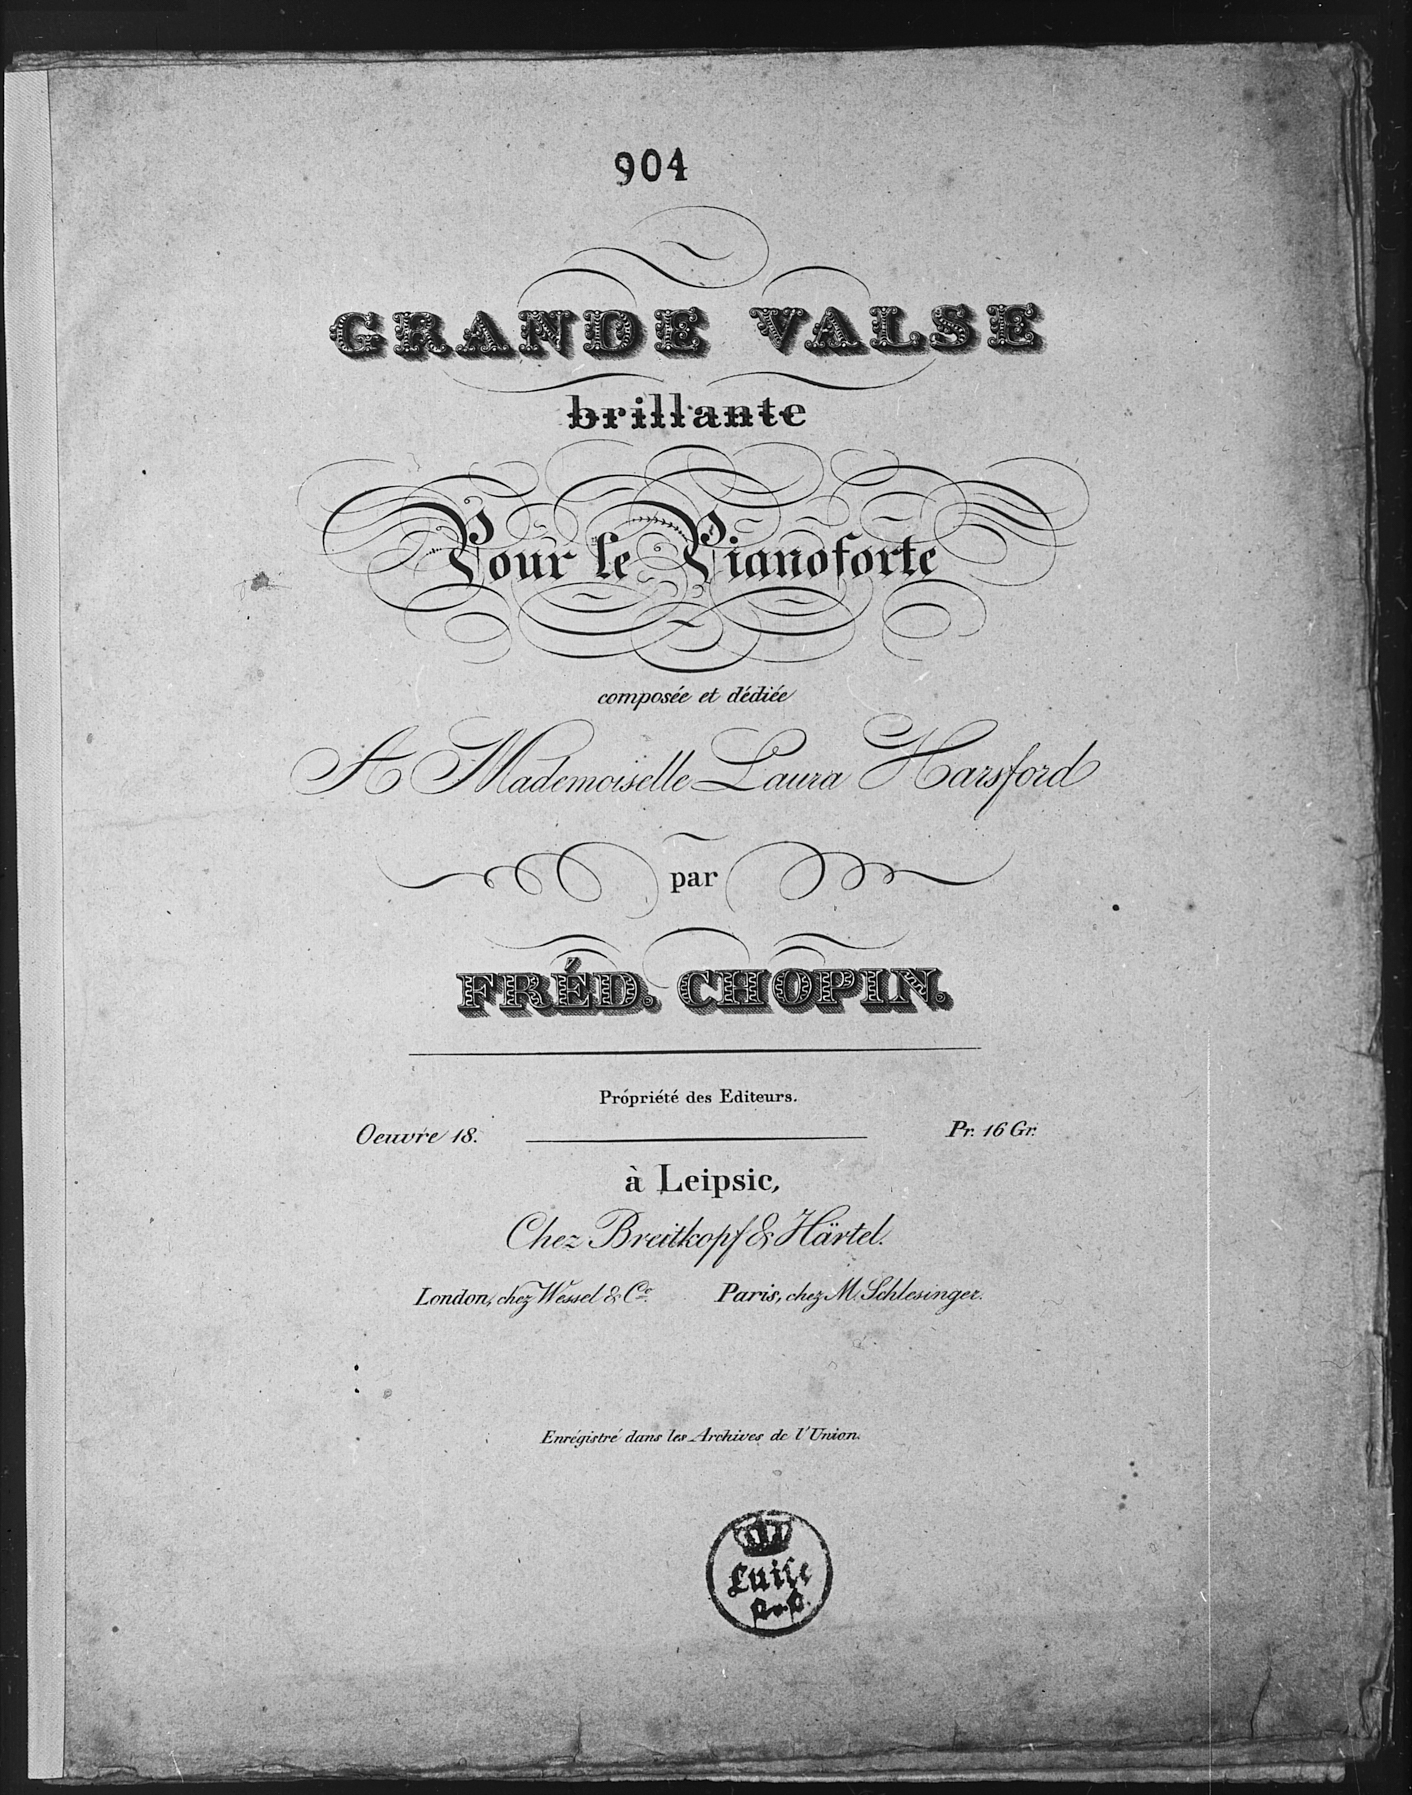 904
GRANDE VALSE
brillante
Pour le Pianoforte
composée et dédiée
A Mademoiselle Laura Harsford
par
FRÉD. CHOPIN.
Própriété des Editeurs.
Oeuvre 18. Pr. 16 Gr.
à Leipsic,
Chez Breitkopf & Härtel.
London, chez Wessel & Co. Paris, chez M. Schlesinger.
Enrégistré dans les Archives de l'Union.
Luise